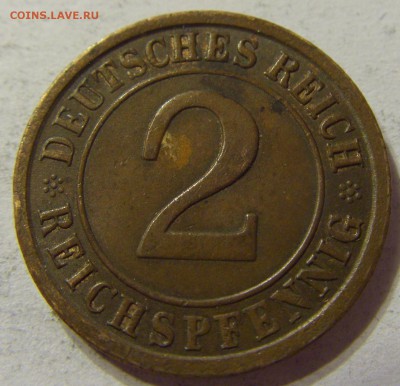 COINS.LAVE.RU
DEUTSCHES REICH
2
REICHSPFENNIG